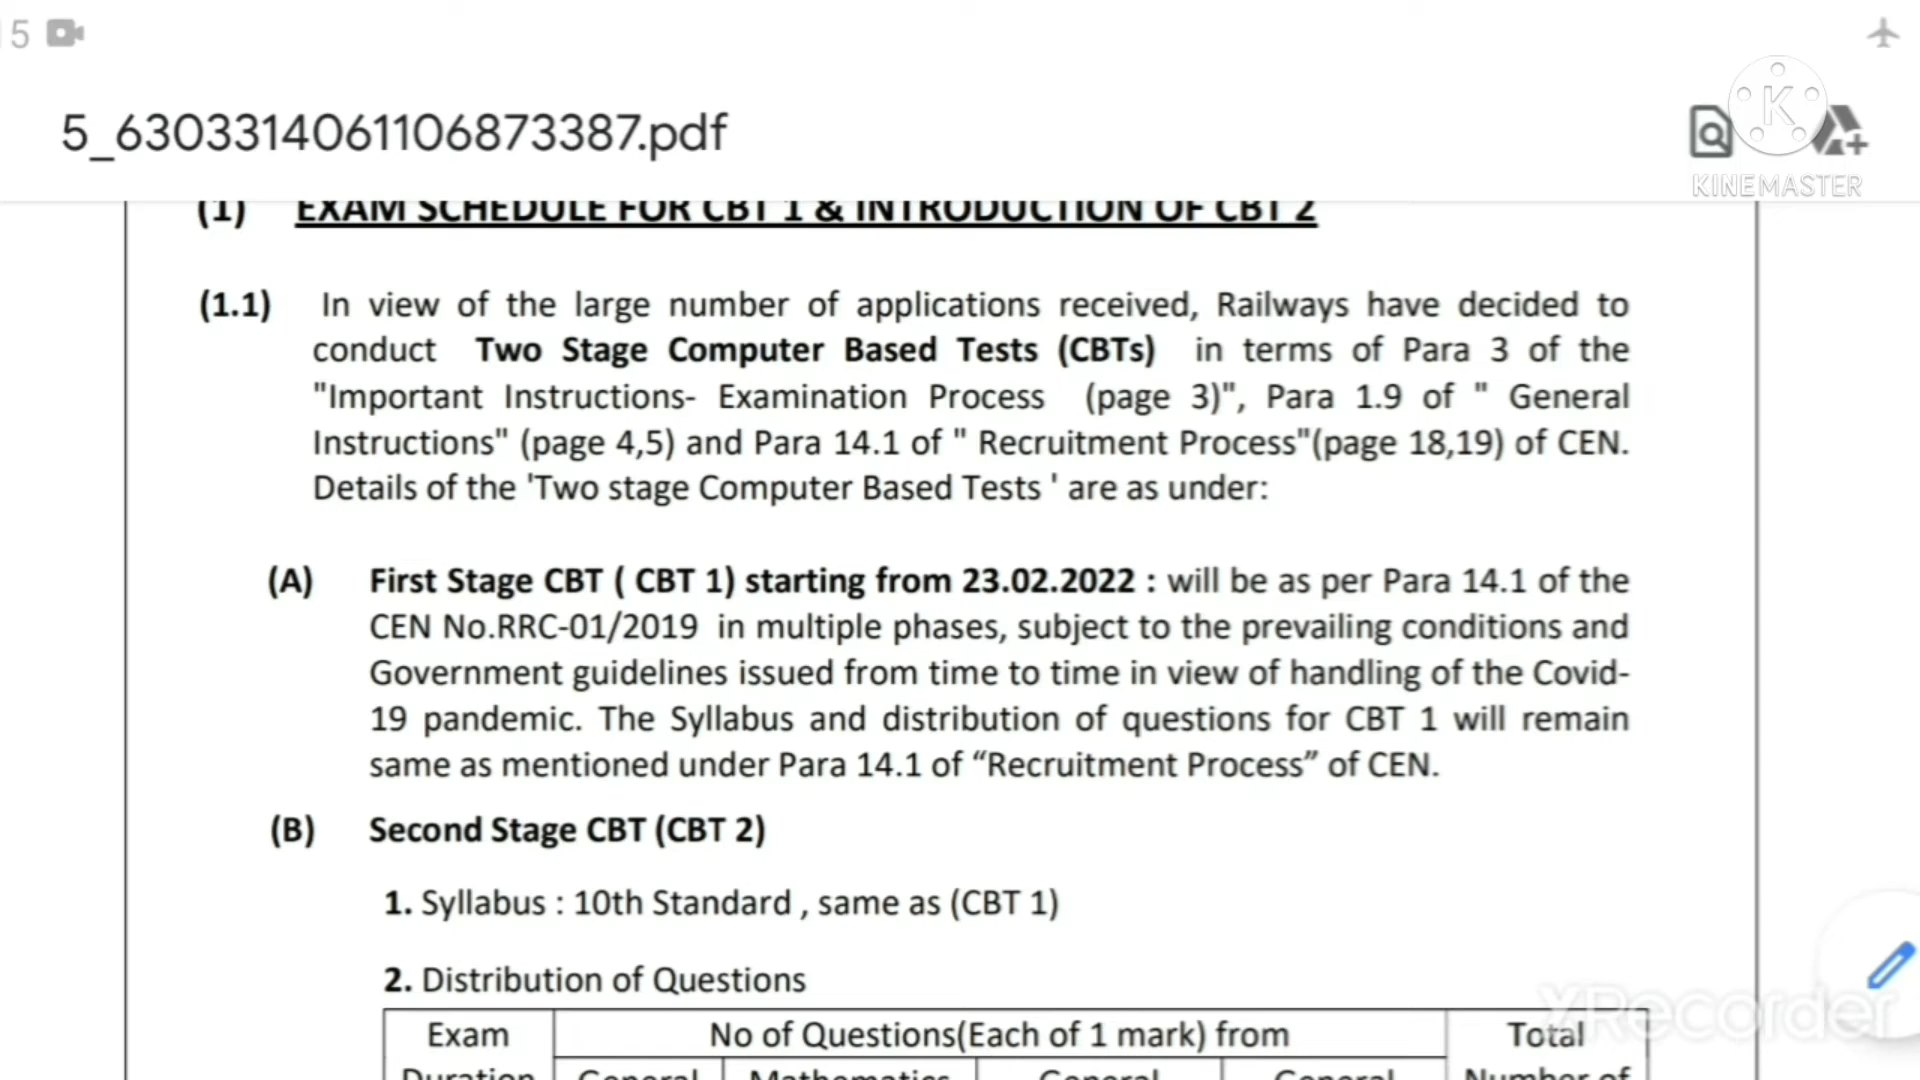 15
5_6303314061106873387.pdf
K
KINEMASTER
(1) EXAM SCHEDULE FOR CBT 1 & INTRODUCTION OF CBT 2
(1.1) In view of the large number of applications received, Railways have decided to
conduct Two Stage Computer Based Tests (CBTs) in terms of Para 3 of the
"Important Instructions- Examination Process (page 3)", Para 1.9 of " General
Instructions" (page 4,5) and Para 14.1 of " Recruitment Process"(page 18,19) of CEN.
Details of the 'Two stage Computer Based Tests ' are as under:
(A) First Stage CBT ( CBT 1) starting from 23.02.2022 : will be as per Para 14.1 of the
CEN No.RRC-01/2019 in multiple phases, subject to the prevailing conditions and
Government guidelines issued from time to time in view of handling of the Covid-
19 pandemic. The Syllabus and distribution of questions for CBT 1 will remain
same as mentioned under Para 14.1 of “Recruitment Process” of CEN.
(B) Second Stage CBT (CBT 2)
1. Syllabus : 10th Standard , same as (CBT 1)
2. Distribution of Questions
Exam No of Questions(Each of 1 mark) from Total
Duration General Mathematics General General Number of
XRecorder